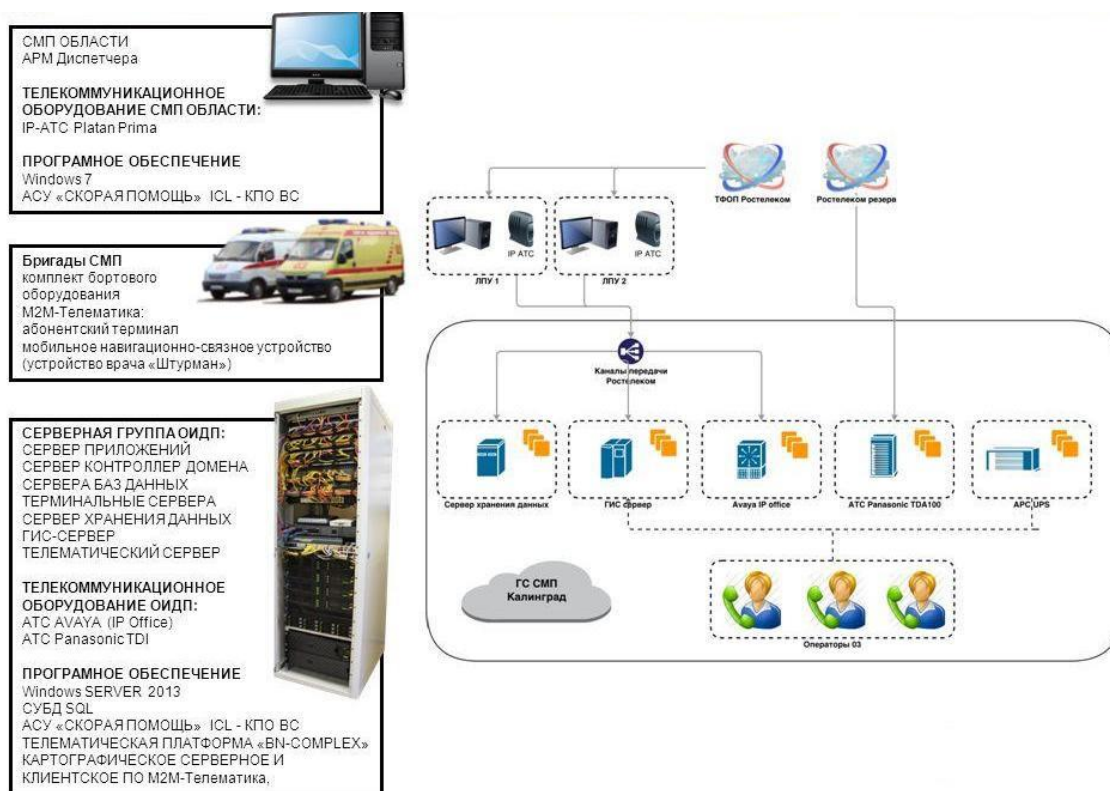 СМП ОБЛАСТИ
АРМ Диспетчера
ТЕЛЕКОММУНИКАЦИОННОЕ
ОБОРУДОВАНИЕ СМП ОБЛАСТИ:
IP-АТС Platan Prima
ПРОГРАМНОЕ ОБЕСПЕЧЕНИЕ
Windows 7
АСУ «СКОРАЯ ПОМОЩЬ» ICL - КПО ВС
Бригады СМП
комплект бортового
оборудования
М2М-Телематика:
абонентский терминал
мобильное навигационно-связное устройство
(устройство врача «Штурман»)
СЕРВЕРНАЯ ГРУППА ОИДП:
СЕРВЕР ПРИЛОЖЕНИЙ
СЕРВЕР КОНТРОЛЛЕР ДОМЕНА
СЕРВЕРА БАЗ ДАННЫХ
ТЕРМИНАЛЬНЫЕ СЕРВЕРА
СЕРВЕР ХРАНЕНИЯ ДАННЫХ
ГИС-СЕРВЕР
ТЕЛЕМАТИЧЕСКИЙ СЕРВЕР
ТЕЛЕКОММУНИКАЦИОННОЕ
ОБОРУДОВАНИЕ ОИДП:
АТС AVAYA (IP Office)
АТС Panasonic TDI
ПРОГРАМНОЕ ОБЕСПЕЧЕНИЕ
Windows SERVER 2013
СУБД SQL
АСУ «СКОРАЯ ПОМОЩЬ» ICL - КПО ВС
ТЕЛЕМАТИЧЕСКАЯ ПЛАТФОРМА «BN-COMPLEX»
КАРТОГРАФИЧЕСКОЕ СЕРВЕРНОЕ И
КЛИЕНТСКОЕ ПО М2М-Телематика,
ТФОП Ростелеком
Ростелеком резерв
IP АТС
IP АТС
ЛПУ 1
ЛПУ 2
Каналы передачи
Ростелеком
Сервер хранения данных
ГИС сервер
Avaya IP office
АТС Panasonic TDA100
APC UPS
ГС СМП
Калинград
Операторы 03